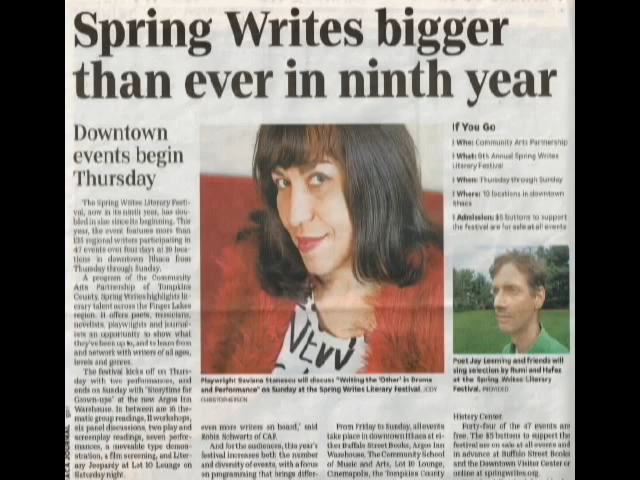 Spring Writes bigger
than ever in ninth year
Downtown
events begin
Thursday
The Spring Writes Literary Festi-
val, now in its ninth year, has dou-
bled in size since its beginning. This
year, the event features more than
135 regional writers participating in
47 events over four days at 10 loca-
tions in downtown Ithaca from
Thursday through Sunday.
A program of the Community
Arts Partnership of Tompkins
County, Spring Writes highlights lit-
erary talent across the Finger Lakes
region. It offers poets, musicians,
novelists, playwrights and journal-
ists an opportunity to show what
they've been up to, and to learn from
and network with writers of all ages,
levels and genres.
The festival kicks off on Thurs-
day with two performances, and
ends on Sunday with "Storytime for
Grown-ups" at the new Argos Inn
Warehouse. In between are 16 the-
matic group readings, 11 workshops,
six panel discussions, two play and
screenplay readings, seven perfor-
mances, a moveable type demon-
stration, a film screening, and Liter-
ary Jeopardy at Lot 10 Lounge on
Saturday night.
Playwright Saviana Stanescu will discuss "Writing the 'Other' in Drama
and Performance" on Sunday at the Spring Writes Literary Festival. JODY
CHRISTOPHERSON
even more writers on board," said
Robin Schwartz of CAP.
And for the audiences, this year's
festival increases both the number
and diversity of events, with a focus
on programming that brings differ-
From Friday to Sunday, all events
take place in downtown Ithaca at ei-
ther Buffalo Street Books, Argos Inn
Warehouse, The Community School
of Music and Arts, Lot 10 Lounge,
Cinemapolis, the Tompkins County
If You Go
Who: Community Arts Partnership
What: 9th Annual Spring Writes
Literary Festival
When: Thursday through Sunday
Where: 10 locations in downtown
Ithaca
Admission: $5 buttons to support
the festival are for sale at all events
Poet Jay Leeming and friends will
sing selection by Rumi and Hafez
at the Spring Writes Literary
Festival. PROVIDED
History Center.
Forty-four of the 47 events are
free. The $5 buttons to support the
festival are on sale at all events and
in advance at Buffalo Street Books
and the Downtown Visitor Center or
online at springwrites.org.